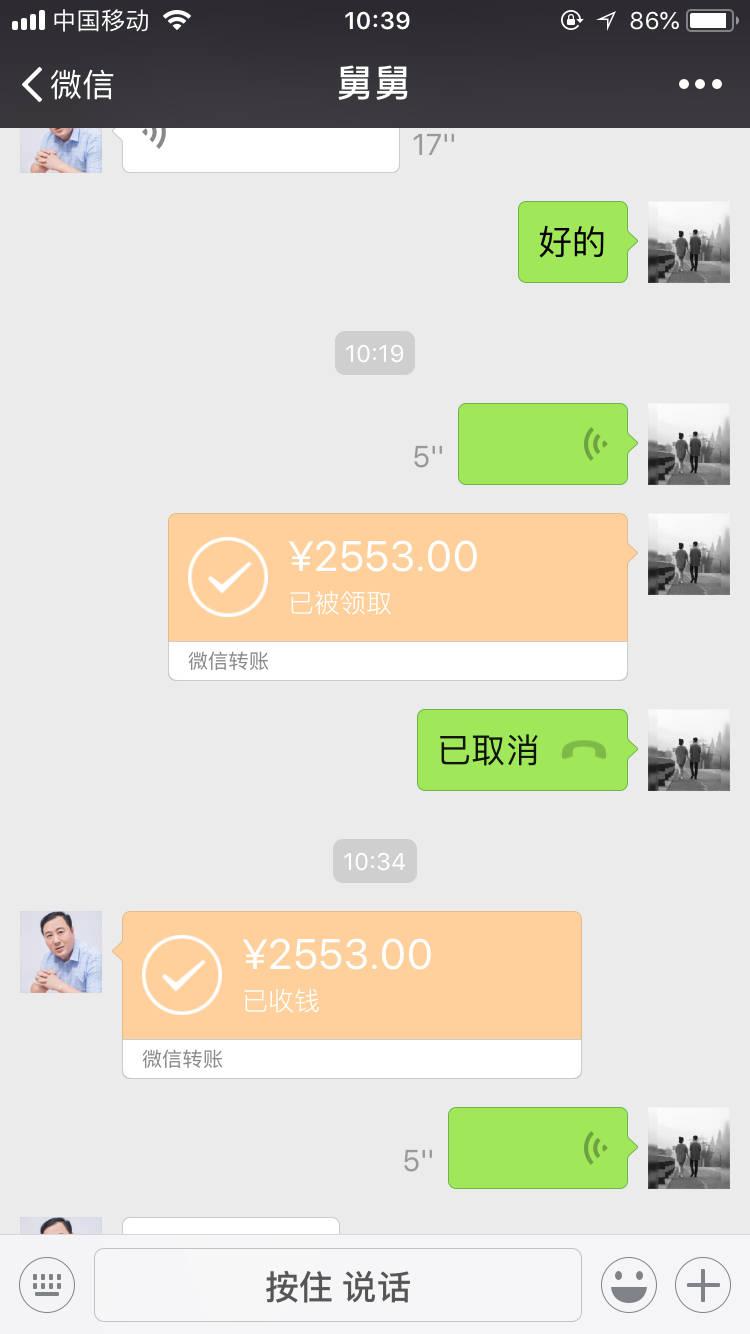 中国移动 10:39 86%
微信 舅舅
17''
好的
10:19
5''
¥2553.00
已被领取
微信转账
已取消
10:34
¥2553.00
已收钱
微信转账
5''
按住 说话